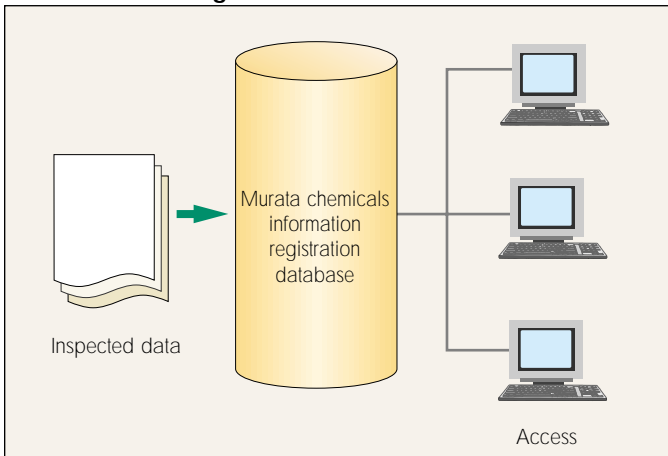 Murata chemicals
information
registration
database
Inspected data
Access